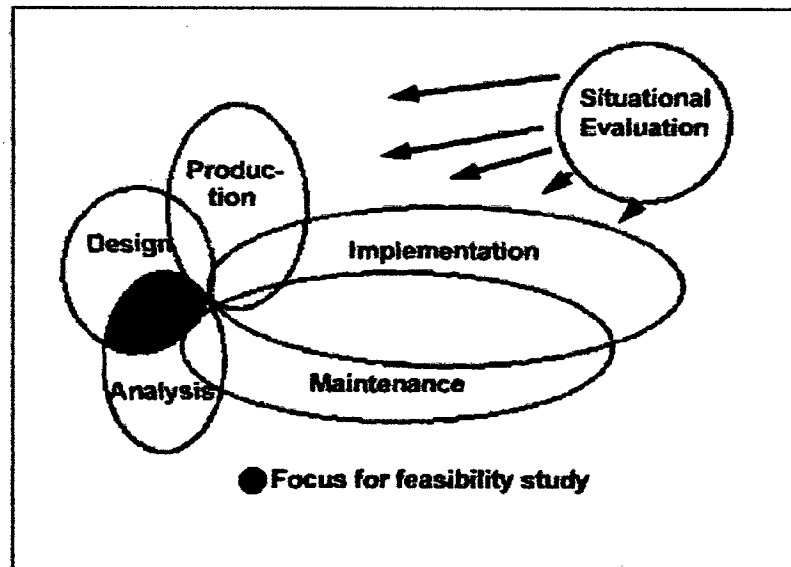 Situational
Evaluation
Produc-
tion
Design
Implementation
Analysis
Maintenance
Focus for feasibility study